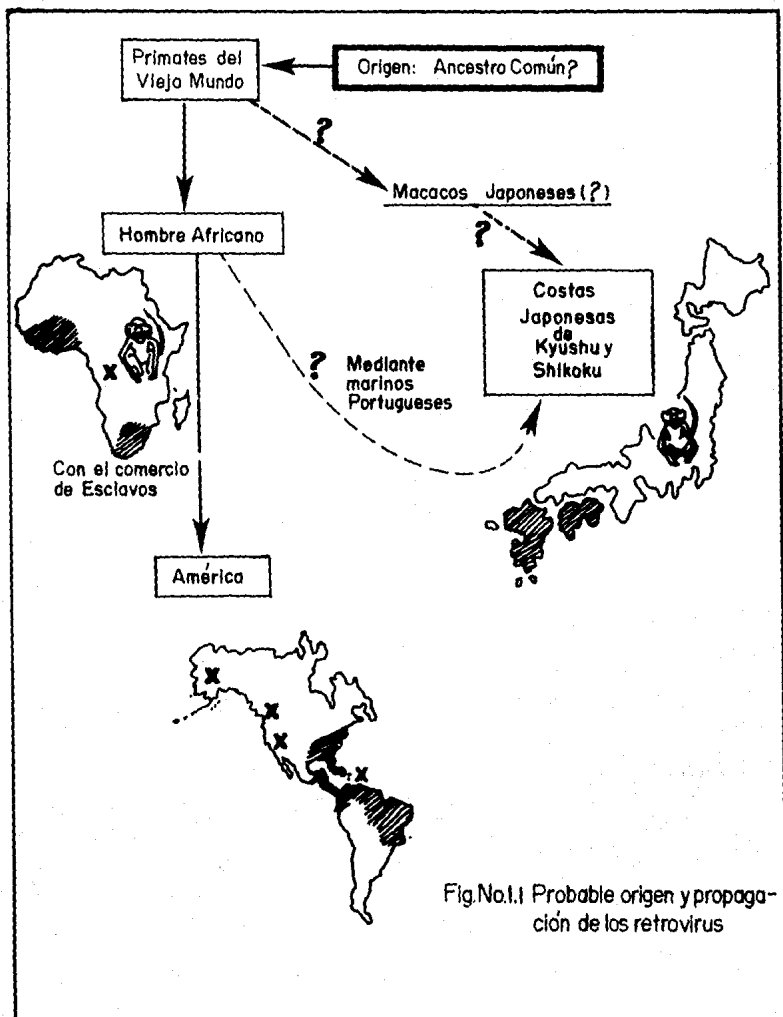 Primates del
Viejo Mundo
Origen: Ancestro Común?
?
Macacos Japoneses (?)
?
Hombre Africano
Costas
Japonesas
de
Kyushu y
Shikoku
? Mediante
marinos
Portugueses
X
Con el comercio
de Esclavos
América
X
X
X
X
Fig.No.1.1 Probable origen y propaga-
ción de los retrovirus